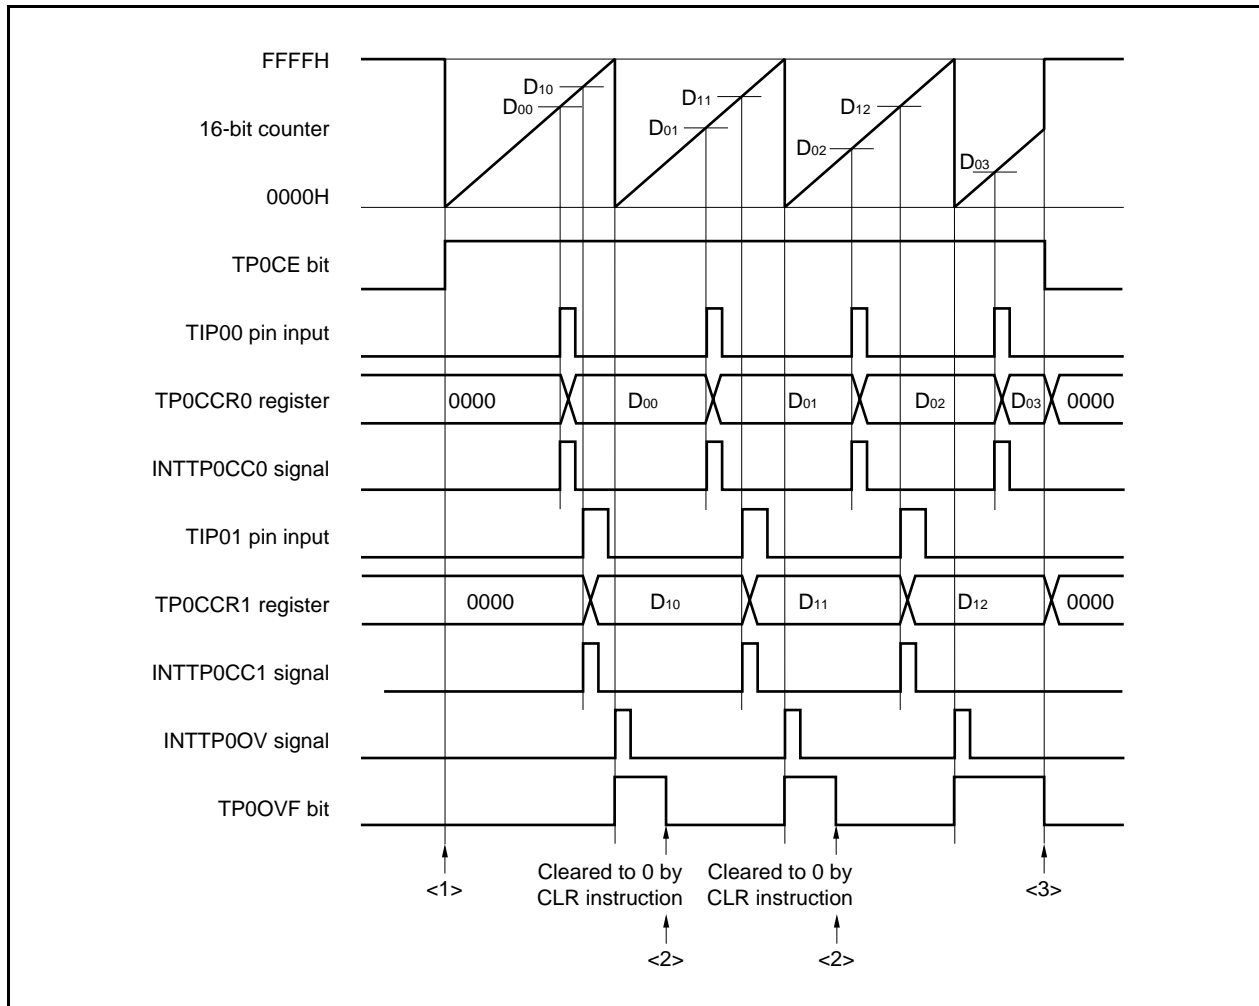 FFFFH
D10
D00
D11
D01
D12
D02
D03
16-bit counter
0000H
TP0CE bit
TIP00 pin input
TP0CCR0 register
0000
D00
D01
D02
D03
0000
INTTP0CC0 signal
TIP01 pin input
TP0CCR1 register
0000
D10
D11
D12
0000
INTTP0CC1 signal
INTTP0OV signal
TP0OVF bit
<1>
Cleared to 0 by
CLR instruction
<2>
Cleared to 0 by
CLR instruction
<2>
<3>